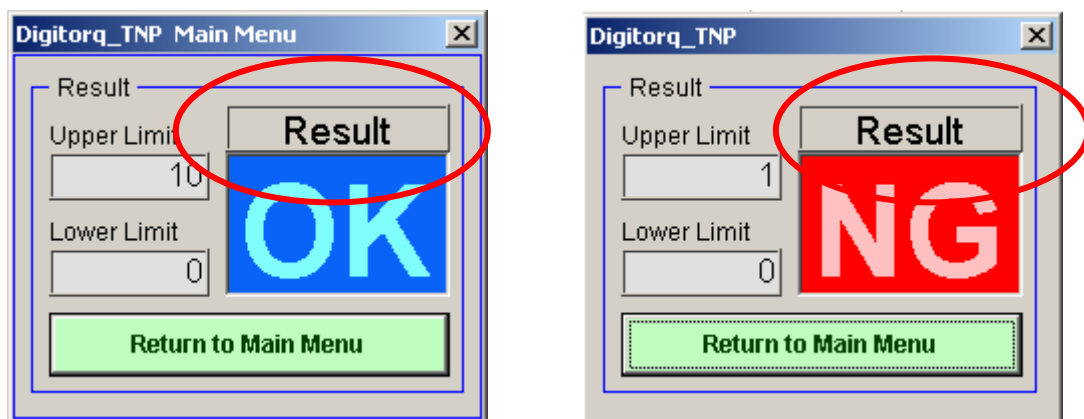 Digitorq_TNP Main Menu
Result
Upper Limit
Result
10
OK
Lower Limit
0
Return to Main Menu
Digitorq_TNP
Result
Upper Limit
Result
1
NG
Lower Limit
0
Return to Main Menu